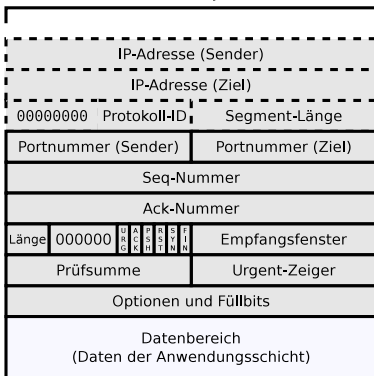 IP-Adresse (Sender)
IP-Adresse (Ziel)
00000000 Protokoll-ID Segment-Länge
Portnummer (Sender) Portnummer (Ziel)
Seq-Nummer
Ack-Nummer
Länge 000000 URG ACK PSH RST SYN FIN Empfangsfenster
Prüfsumme Urgent-Zeiger
Optionen und Füllbits
Datenbereich
(Daten der Anwendungsschicht)